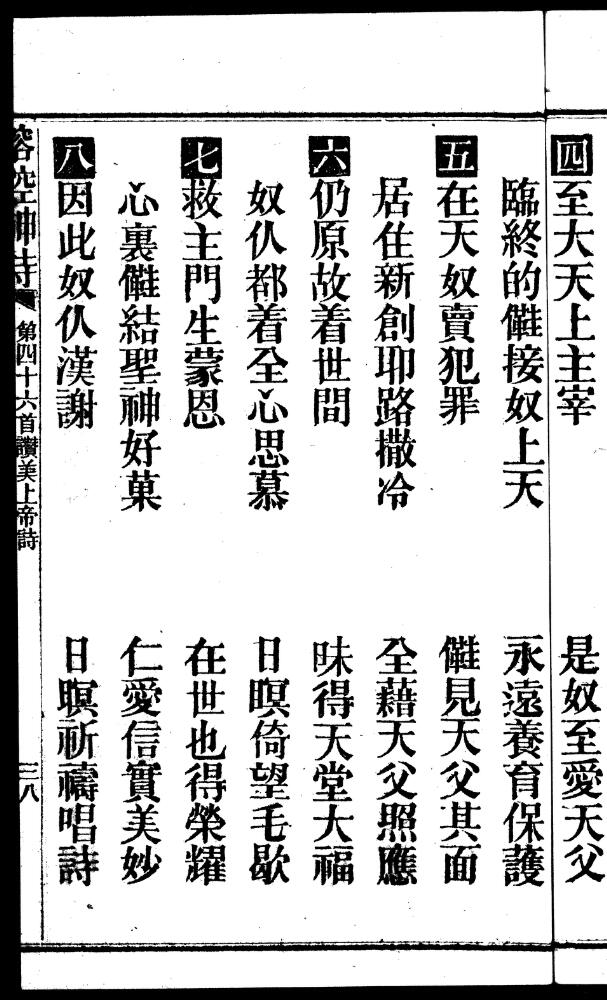 四 至大天上主宰 是奴至愛天父
臨終的儺接奴上天 永遠養育保護
五 在天奴賣犯罪 儺見天父其面
居住新創耶路撒冷 全藉天父照應
六 仍原故着世間 昧得天堂大福
奴仈都着全心思慕 日暝倚望毛歇
七 救主門生蒙恩 在世也得榮耀
心裏儺結聖神好菓 仁愛信實美妙
八 因此奴仈漢謝 日暝祈禱唱詩
榕腔神詩 第四十六首讚美上帝詩 三八